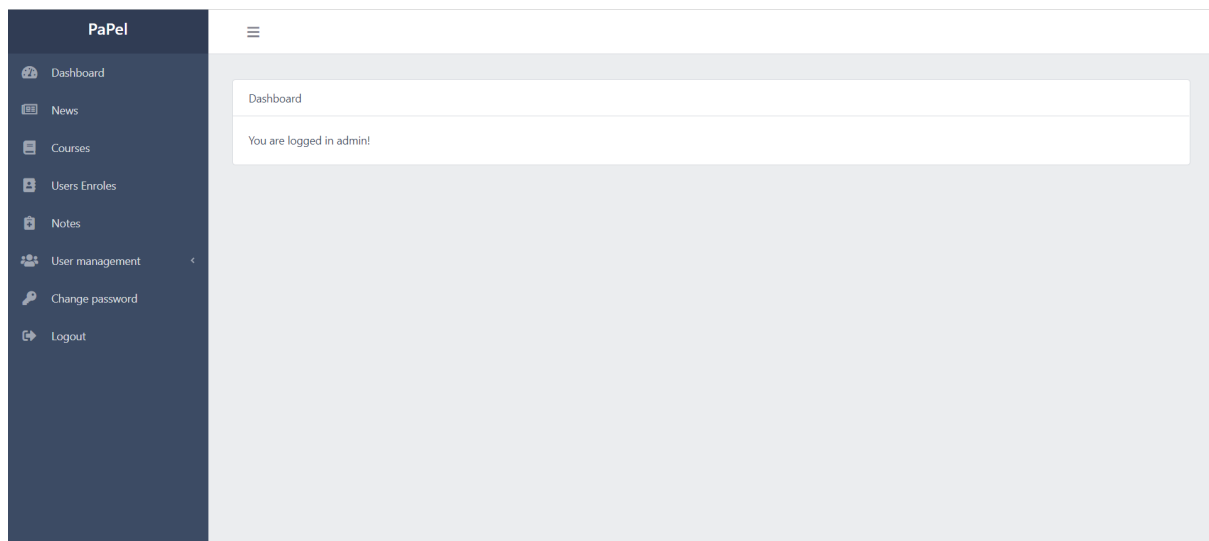 PaPel
Dashboard
News
Courses
Users Enroles
Notes
User management
Change password
Logout
Dashboard
You are logged in admin!